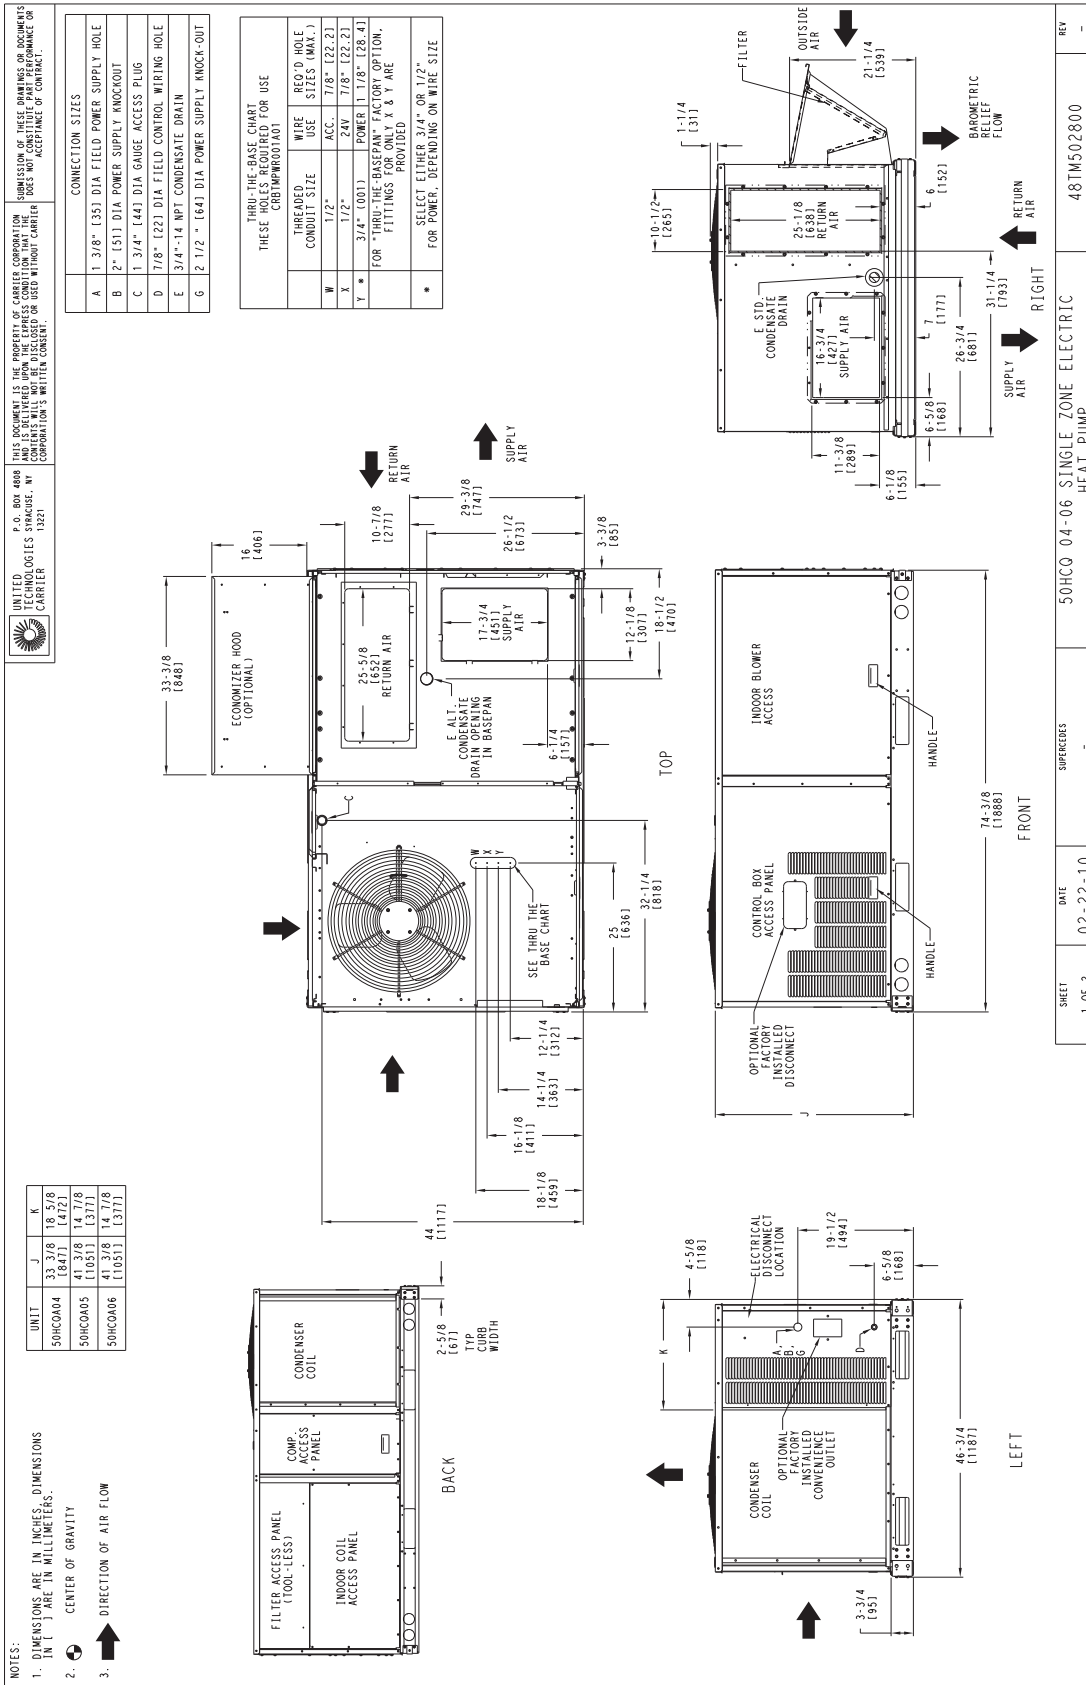 NOTES:
1. DIMENSIONS ARE IN INCHES, DIMENSIONS
IN [ ] ARE IN MILLIMETERS.
2. CENTER OF GRAVITY
3. DIRECTION OF AIR FLOW
UNIT J K
50HCQA04 33 3/8 [847] 18 5/8 [472]
50HCQA05 41 3/8 [1051] 14 7/8 [377]
50HCQA06 41 3/8 [1051] 14 7/8 [377]
UNITED
TECHNOLOGIES
CARRIER
P.O. BOX 4808
SYRACUSE, NY
13221
THIS DOCUMENT IS THE PROPERTY OF CARRIER CORPORATION
AND IS DELIVERED UPON THE EXPRESS CONDITION THAT THE
CONTENTS WILL NOT BE DISCLOSED OR USED WITHOUT CARRIER
CORPORATION'S WRITTEN CONSENT.
SUBMISSION OF THESE DRAWINGS OR DOCUMENTS
DOES NOT CONSTITUTE PART PERFORMANCE OR
ACCEPTANCE OF CONTRACT.
CONNECTION SIZES
A 1 3/8" [35] DIA FIELD POWER SUPPLY HOLE
B 2" [51] DIA POWER SUPPLY KNOCKOUT
C 1 3/4" [44] DIA GAUGE ACCESS PLUG
D 7/8" [22] DIA FIELD CONTROL WIRING HOLE
E 3/4"-14 NPT CONDENSATE DRAIN
G 2 1/2 " [64] DIA POWER SUPPLY KNOCK-OUT
THRU-THE-BASE CHART
THESE HOLES REQUIRED FOR USE
CRBTMPWR001A01
THREADED CONDUIT SIZE WIRE USE REQ'D HOLE SIZES (MAX.)
W 1/2" ACC. 7/8" [22.2]
X 1/2" 24V 7/8" [22.2]
Y * 3/4" (001) POWER 1 1/8" [28.4]
FOR "THRU-THE-BASEPAN" FACTORY OPTION,
FITTINGS FOR ONLY X & Y ARE
PROVIDED
* SELECT EITHER 3/4" OR 1/2"
FOR POWER, DEPENDING ON WIRE SIZE
FILTER ACCESS PANEL
(TOOL-LESS)
INDOOR COIL
ACCESS PANEL
COMP.
ACCESS
PANEL
CONDENSER
COIL
2-5/8
[67]
TYP
CURB
WIDTH
BACK
44
[1117]
18-1/8
[459]
16-1/8
[411]
14-1/4
[363]
12-1/4
[312]
33-3/8
[848]
16
[406]
ECONOMIZER HOOD
(OPTIONAL)
C
W
X
Y
SEE THRU THE
BASE CHART
25
[636]
32-1/4
[818]
25-5/8
[652]
RETURN AIR
E ALT.
CONDENSATE
DRAIN OPENING
IN BASEPAN
17-3/4
[451]
SUPPLY
AIR
6-1/4
[157]
12-1/8
[307]
18-1/2
[470]
3-3/8
[85]
10-7/8
[277]
26-1/2
[673]
29-3/8
[747]
RETURN
AIR
SUPPLY
AIR
TOP
OUTSIDE
AIR
FILTER
21-1/4
[539]
BAROMETRIC
RELIEF
FLOW
1-1/4
[31]
10-1/2
[265]
25-1/8
[638]
RETURN
AIR
6
[152]
RETURN
AIR
E STD.
CONDENSATE
DRAIN
16-3/4
[427]
SUPPLY AIR
31-1/4
[793]
7
[177]
26-3/4
[681]
6-5/8
[168]
11-3/8
[289]
6-1/8
[155]
SUPPLY
AIR
RIGHT
K
4-5/8
[118]
ELECTRICAL
DISCONNECT
LOCATION
19-1/2
[494]
6-5/8
[168]
A,
B,
G
D
CONDENSER
COIL
OPTIONAL
FACTORY
INSTALLED
CONVENIENCE
OUTLET
46-3/4
[1187]
3-3/4
[95]
LEFT
J
OPTIONAL
FACTORY
INSTALLED
DISCONNECT
CONTROL BOX
ACCESS PANEL
HANDLE
INDOOR BLOWER
ACCESS
HANDLE
74-3/8
[1888]
FRONT
SHEET
1 OF 3
DATE
02-22-10
SUPERCEDES
-
50HCQ 04-06 SINGLE ZONE ELECTRIC
HEAT PUMP
48TM502800
REV
-